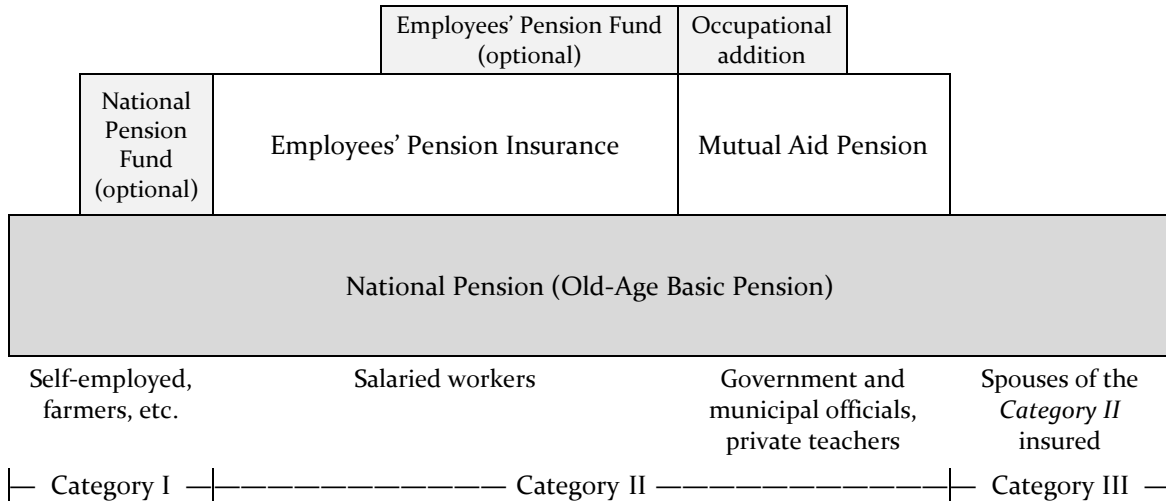 Employees’ Pension Fund
(optional)
Occupational
addition
National
Pension
Fund
(optional)
Employees’ Pension Insurance
Mutual Aid Pension
National Pension (Old-Age Basic Pension)
Self-employed,
farmers, etc.
Salaried workers
Government and
municipal officials,
private teachers
Spouses of the
Category II
insured
Category I
Category II
Category III